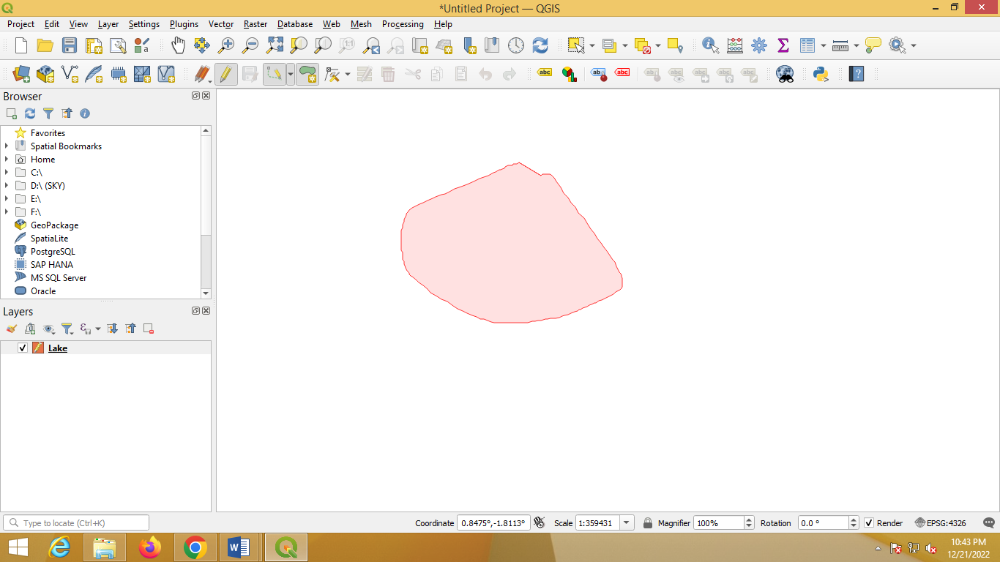 *Untitled Project — QGIS
Project Edit View Layer Settings Plugins Vector Raster Database Web Mesh Processing Help
abc abc abc
Browser
Favorites
Spatial Bookmarks
Home
C:\
D:\ (SKY)
E:\
F:\
GeoPackage
SpatiaLite
PostgreSQL
SAP HANA
MS SQL Server
Oracle
Layers
Lake
Type to locate (Ctrl+K) Coordinate 0.8475°,-1.8113° Scale 1:359431 Magnifier 100% Rotation 0.0 ° Render EPSG:4326
10:43 PM
12/21/2022